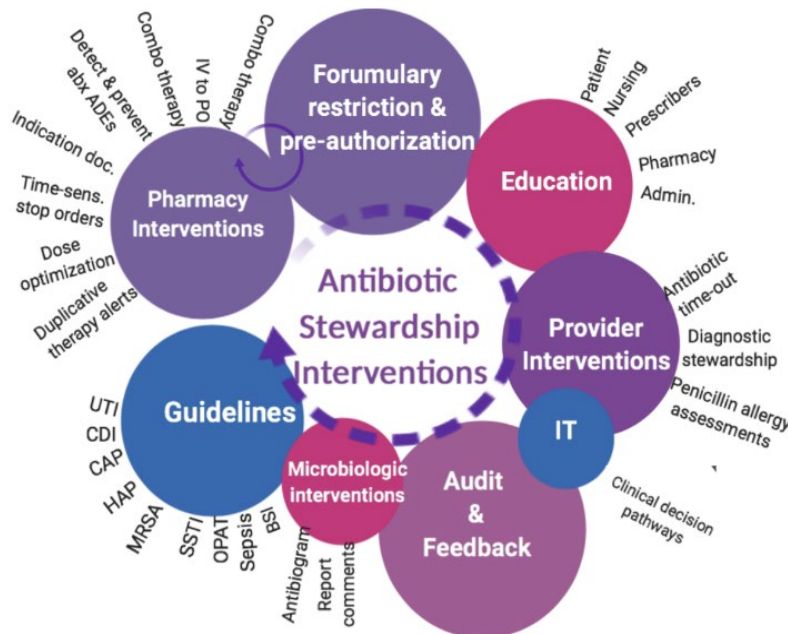 Antibiotic
Stewardship
Interventions
Forumulary
restriction &
pre-authorization
Education
Patient
Nursing
Prescribers
Pharmacy
Admin.
Provider
Interventions
Antibiotic
time-out
Diagnostic
stewardship
Penicillin allergy
assessments
IT
Clinical decision
pathways
Audit
&
Feedback
Microbiologic
interventions
Antibiogram
Report
comments
Guidelines
UTI
CDI
CAP
HAP
MRSA
SSTI
OPAT
Sepsis
BSI
Pharmacy
Interventions
Duplicative
therapy alerts
Dose
optimization
Time-sens.
stop orders
Indication doc.
Detect & prevent
abx ADEs
Combo therapy
IV to PO
Combo therapy